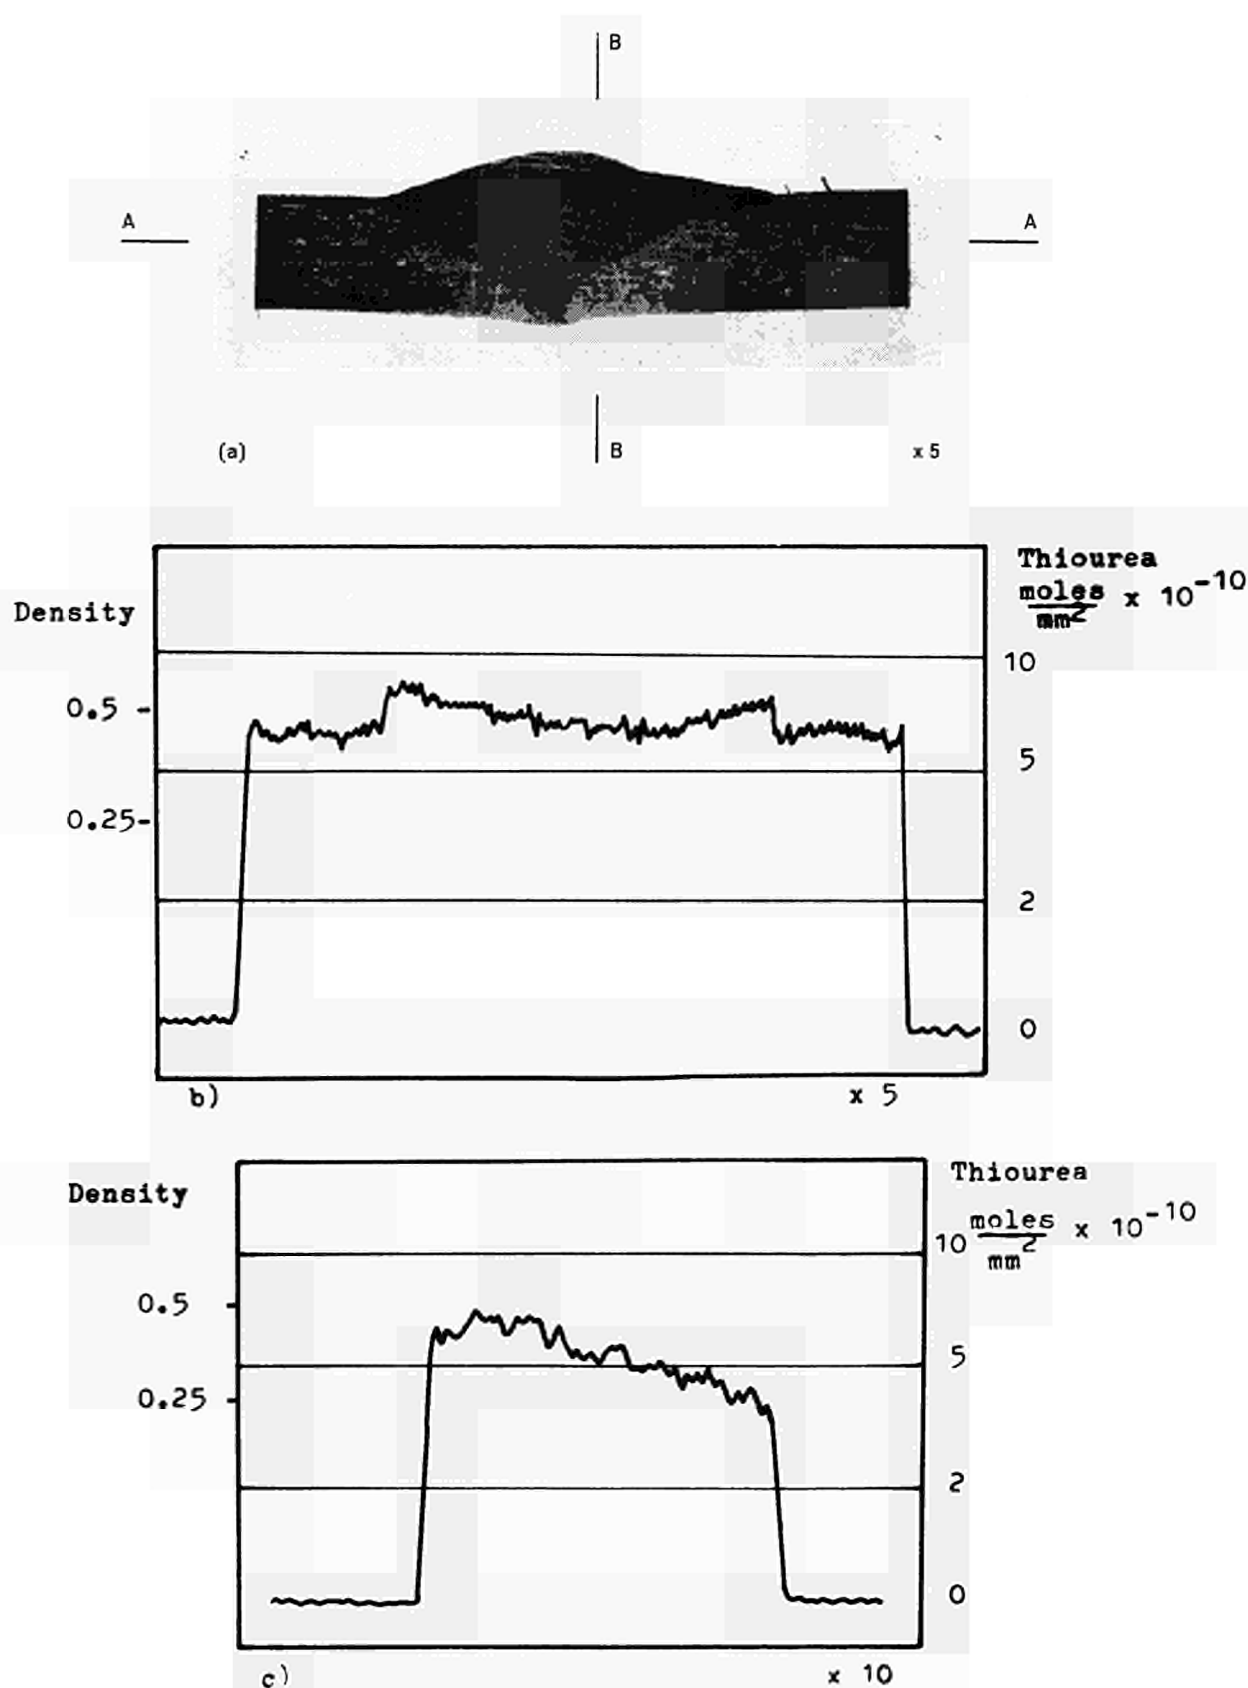 B
A A
(a) B x 5
Thiourea
moles x 10-10
mm2
Density
10
0.5 -
5
0.25-
2
0
b) x 5
Thiourea
Density
moles x 10-10
10
mm2
0.5 -
5
0.25 -
2
0
c) x 10